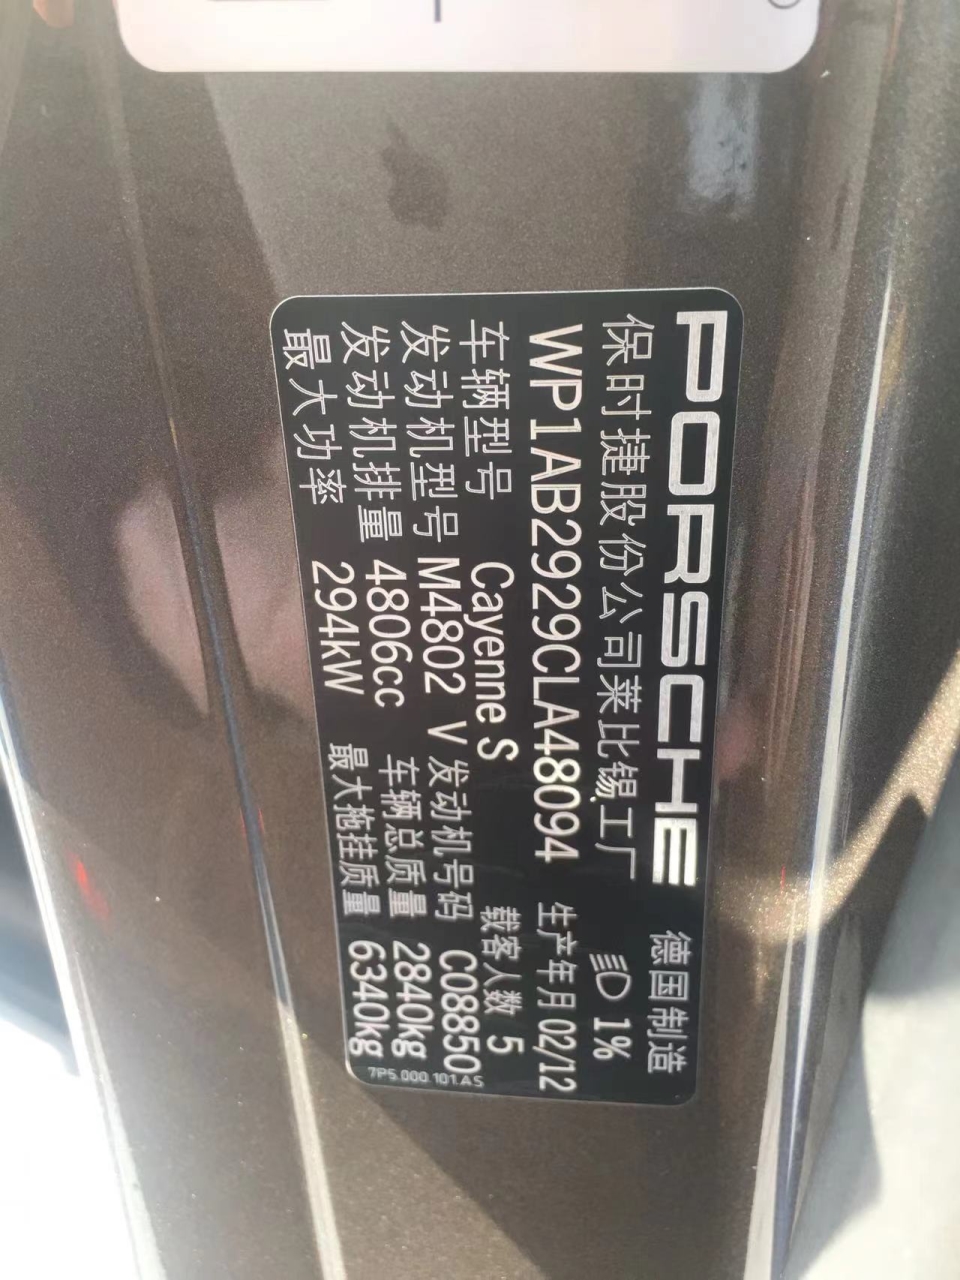 PORSCHE 德国制造
保时捷股份公司莱比锡工厂 1%
WP1AB2929CLA48094 生产年月 02/12
车辆型号 Cayenne S 载客人数 5
发动机型号 M4802 V 发动机号码 C08850
发动机排量 4806cc 车辆总质量 2840kg
最大功率 294kW 最大拖挂质量 6340kg
7P5.000.101.AS